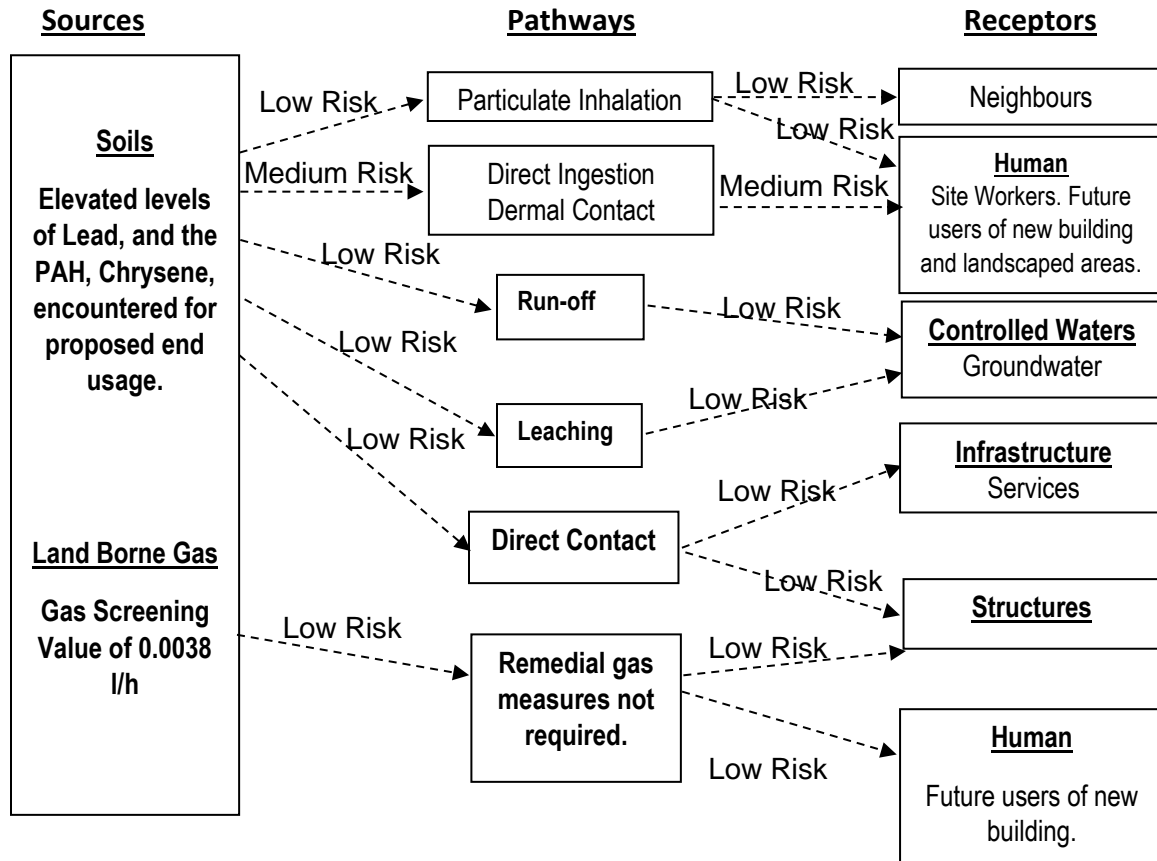 Sources
Pathways
Receptors
Soils
Elevated levels
of Lead, and the
PAH, Chrysene,
encountered for
proposed end
usage.
Land Borne Gas
Gas Screening
Value of 0.0038
l/h
Low Risk
Medium Risk
Low Risk
Low Risk
Low Risk
Low Risk
Particulate Inhalation
Direct Ingestion
Dermal Contact
Run-off
Leaching
Direct Contact
Remedial gas
measures not
required.
Low Risk
Low Risk
Medium Risk
Low Risk
Low Risk
Low Risk
Low Risk
Low Risk
Low Risk
Neighbours
Human
Site Workers. Future
users of new building
and landscaped areas.
Controlled Waters
Groundwater
Infrastructure
Services
Structures
Human
Future users of new
building.